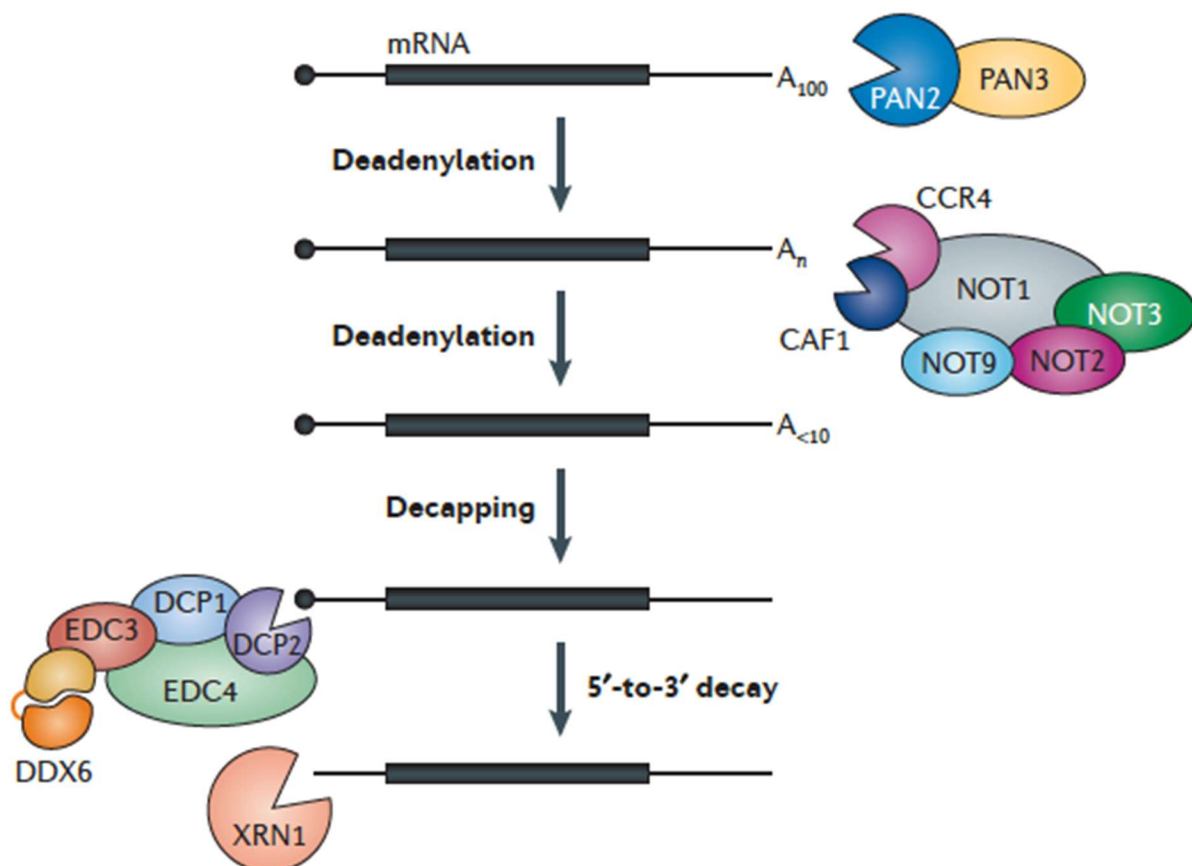 mRNA
A100
PAN2
PAN3
Deadenylation
CCR4
An
NOT1
NOT3
Deadenylation
CAF1
NOT9
NOT2
A<10
Decapping
DCP1
EDC3
DCP2
EDC4
5′-to-3′ decay
DDX6
XRN1